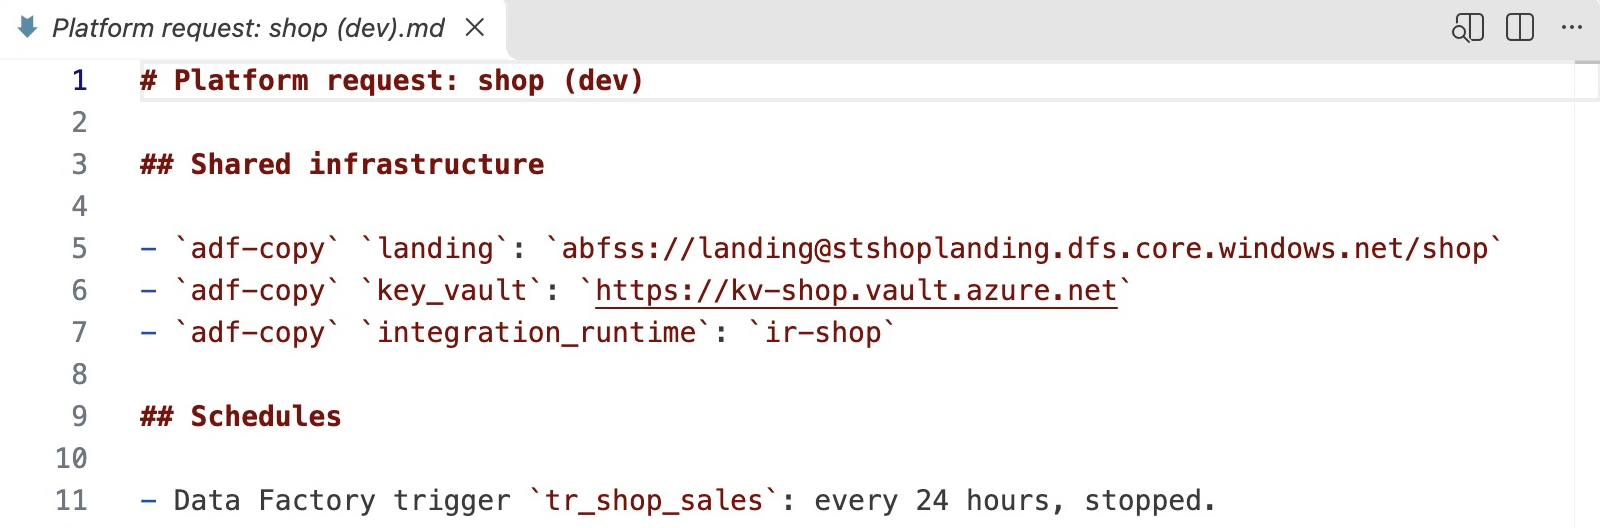 Platform request: shop (dev).md
1 # Platform request: shop (dev)
2
3 ## Shared infrastructure
4
5 - `adf-copy` `landing`: `abfss://landing@stshoplanding.dfs.core.windows.net/shop`
6 - `adf-copy` `key_vault`: `https://kv-shop.vault.azure.net`
7 - `adf-copy` `integration_runtime`: `ir-shop`
8
9 ## Schedules
10
11 - Data Factory trigger `tr_shop_sales`: every 24 hours, stopped.